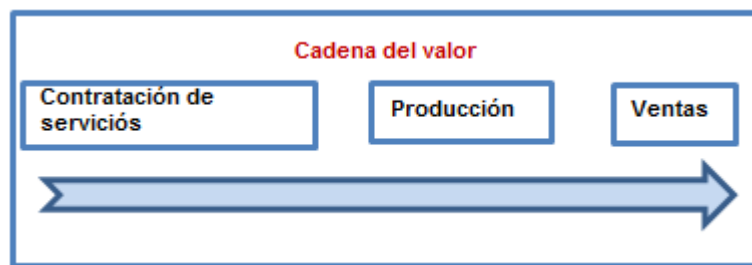 Cadena del valor
Contratación de
serviciós
Producción
Ventas